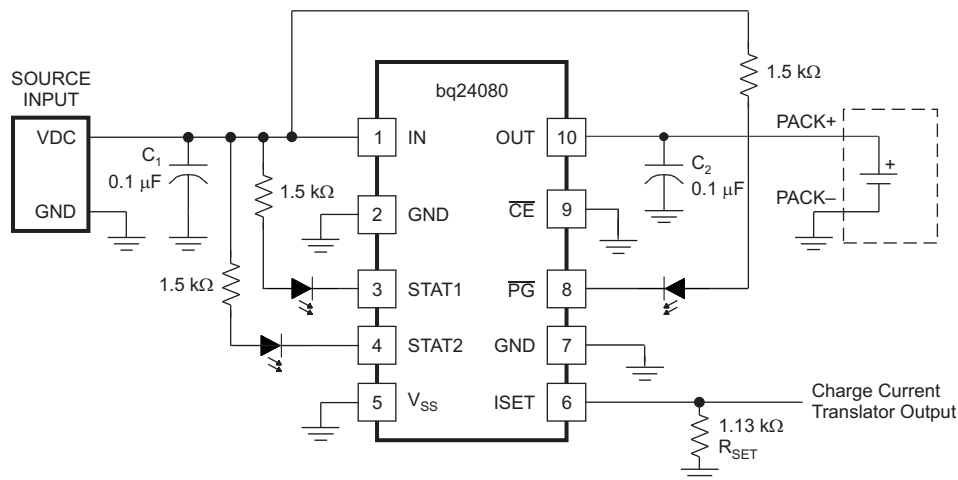 SOURCE
INPUT
VDC
GND
C1
0.1 μF
1.5 kΩ
1.5 kΩ
bq24080
1 IN
2 GND
3 STAT1
4 STAT2
5 VSS
OUT 10
CE 9
PG 8
GND 7
ISET 6
1.5 kΩ
C2
0.1 μF
PACK+
+
PACK–
Charge Current
Translator Output
1.13 kΩ
RSET